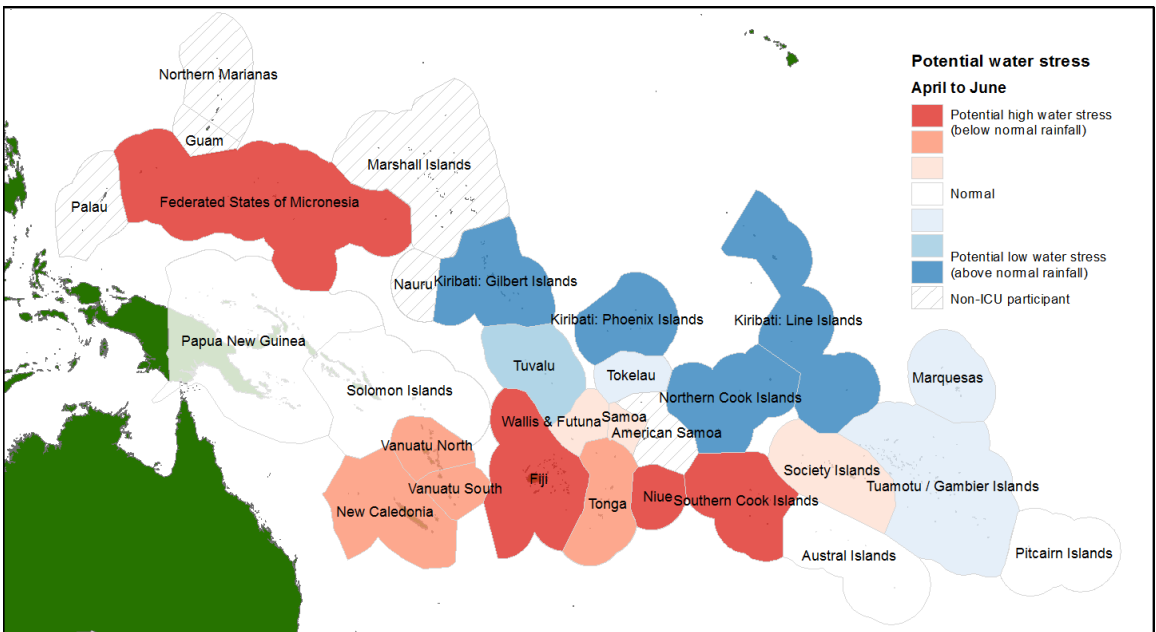 Northern Marianas
Guam
Marshall Islands
Palau
Federated States of Micronesia
Nauru
Kiribati: Gilbert Islands
Kiribati: Phoenix Islands
Kiribati: Line Islands
Papua New Guinea
Tuvalu
Tokelau
Marquesas
Solomon Islands
Northern Cook Islands
Wallis & Futuna
Samoa
American Samoa
Vanuatu North
Society Islands
Vanuatu South
Fiji
Tuamotu / Gambier Islands
New Caledonia
Tonga
Niue
Southern Cook Islands
Austral Islands
Pitcairn Islands
Potential water stress
April to June
Potential high water stress
(below normal rainfall)
Normal
Potential low water stress
(above normal rainfall)
Non-ICU participant